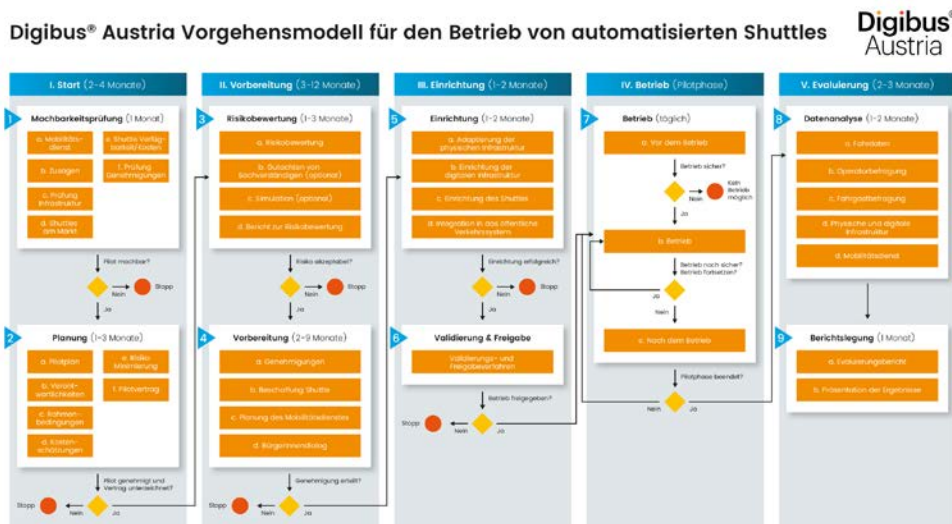 Digibus® Austria Vorgehensmodell für den Betrieb von automatisierten Shuttles
Digibus®
Austria
I. Start (2-4 Monate)
1
Machbarkeitsprüfung (1 Monat)
a. Mobilitäts-
dienst
b. Zusagen
c. Prüfung
Infrastruktur
d. Shuttles
am Markt
e. Shuttle Verfüg-
barkeit/Kosten
f. Prüfung
Genehmigungen
Pilot machbar?
Nein
Stopp
Ja
2
Planung (1-3 Monate)
a. Pilotplan
b. Verant-
wortlichkeiten
c. Rahmen-
bedingungen
d. Kosten-
schätzungen
e. Risiko
Minimierung
f. Pilotvertrag
Pilot genehmigt und
Vertrag unterzeichnet?
Stopp
Nein
Ja
II. Vorbereitung (3-12 Monate)
3
Risikobewertung (1-3 Monate)
a. Risikobewertung
b. Gutachten von
Sachverständigen (optional)
c. Simulation (optional)
d. Bericht zur Risikobewertung
Risiko akzeptabel?
Nein
Stopp
Ja
4
Vorbereitung (2-9 Monate)
a. Genehmigungen
b. Beschaffung Shuttle
c. Planung des Mobilitätsdienstes
d. BürgerInnendialog
Genehmigung erteilt?
Stopp
Nein
Ja
III. Einrichtung (1-2 Monate)
5
Einrichtung (1-2 Monate)
a. Adaptierung der
physischen Infrastruktur
b. Einrichtung der
digitalen Infrastruktur
c. Einrichten des Shuttle
d. Integration in das öffentliche
Verkehrssystem
Einrichtung erfolgreich?
Nein
Stopp
Ja
6
Validierung & Freigabe
Validierungs- und
Freigabeverfahren
Betrieb freigegeben?
Stopp
Nein
Ja
IV. Betrieb (Pilotphase)
7
Betrieb (täglich)
a. Vor dem Betrieb
Betrieb sicher?
Nein
Kein
Betrieb
möglich
Ja
b. Betrieb
Betrieb noch sicher?
Betrieb fortsetzen?
Ja
Nein
c. Nach dem Betrieb
Pilotphase beendet?
Nein
Ja
V. Evaluierung (2-3 Monate)
8
Datenanalyse (1-2 Monate)
a. Fahrdaten
b. Operatorbefragung
c. Fahrgastbefragung
d. Physische und digitale
Infrastruktur
d. Mobilitätsdienst
9
Berichtslegung (1 Monat)
a. Evaluierungsbericht
b. Präsentation der Ergebnisse